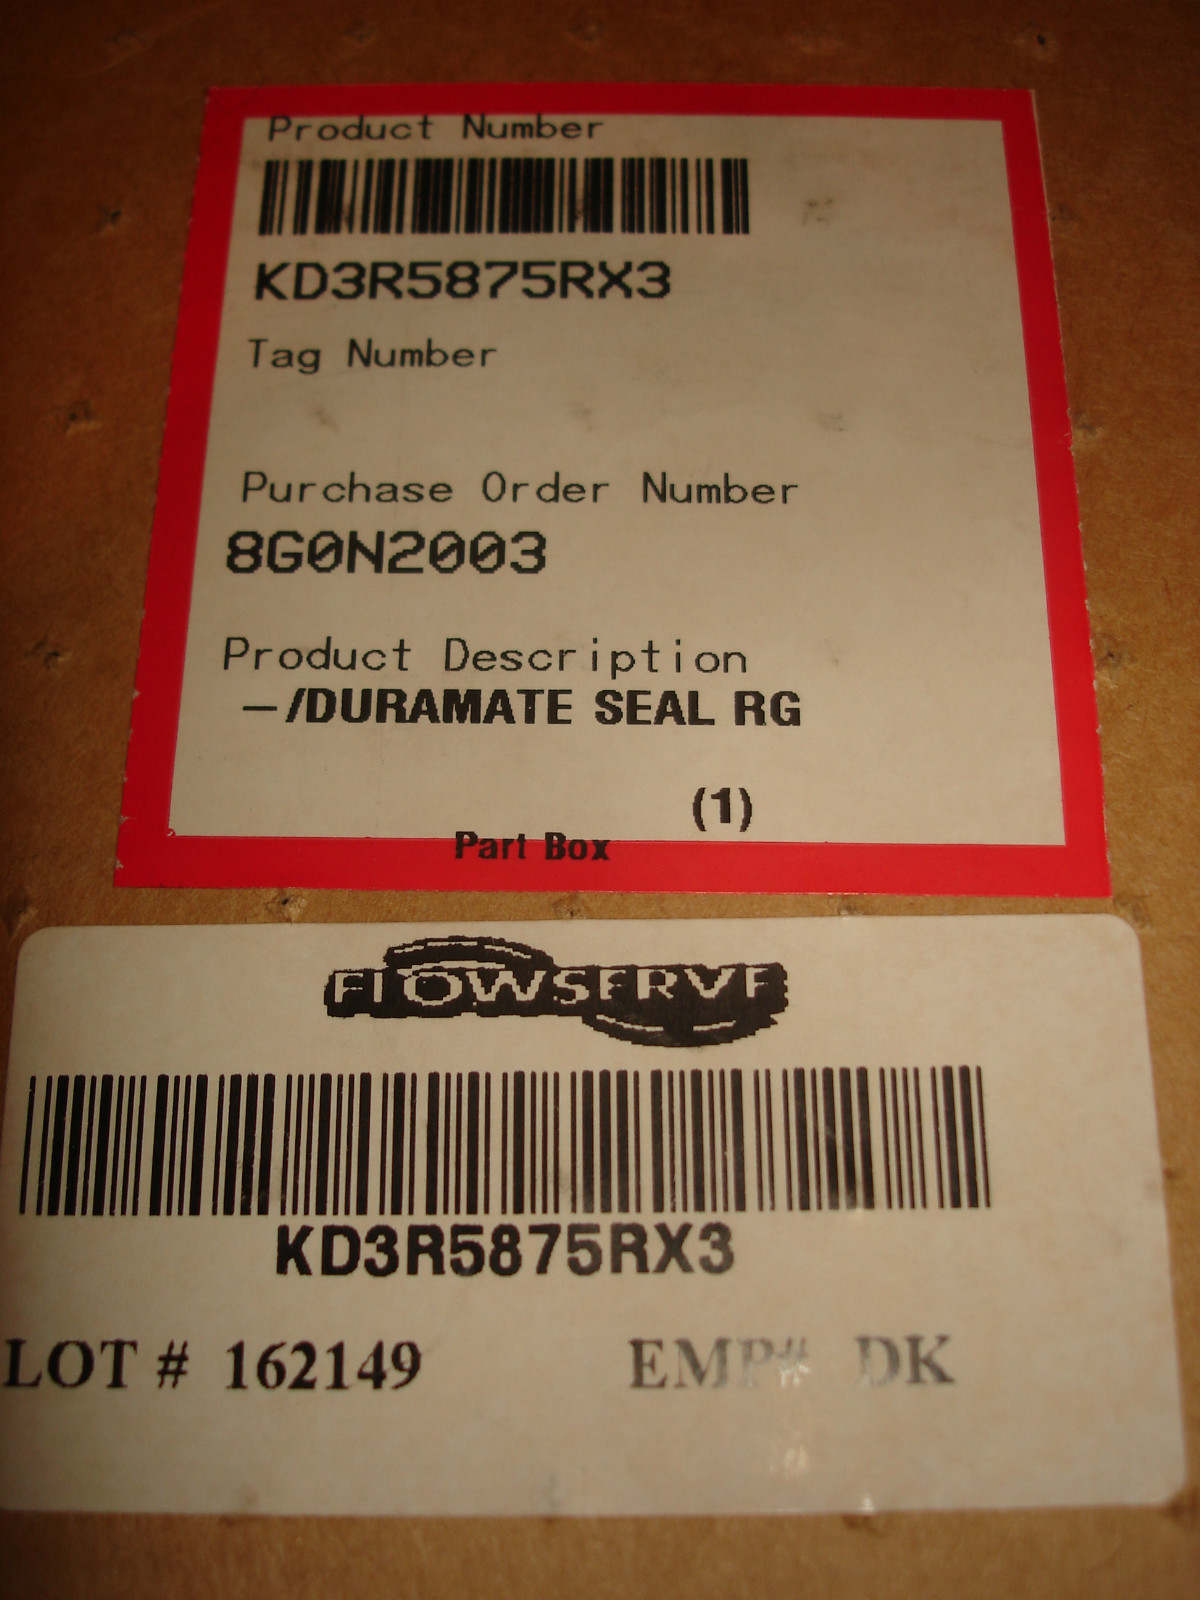 Product Number
KD3R5875RX3
Tag Number
Purchase Order Number
8G0N2003
Product Description
-/DURAMATE SEAL RG
(1)
Part Box
FLOWSERVE
KD3R5875RX3
LOT # 162149 EMP# DK